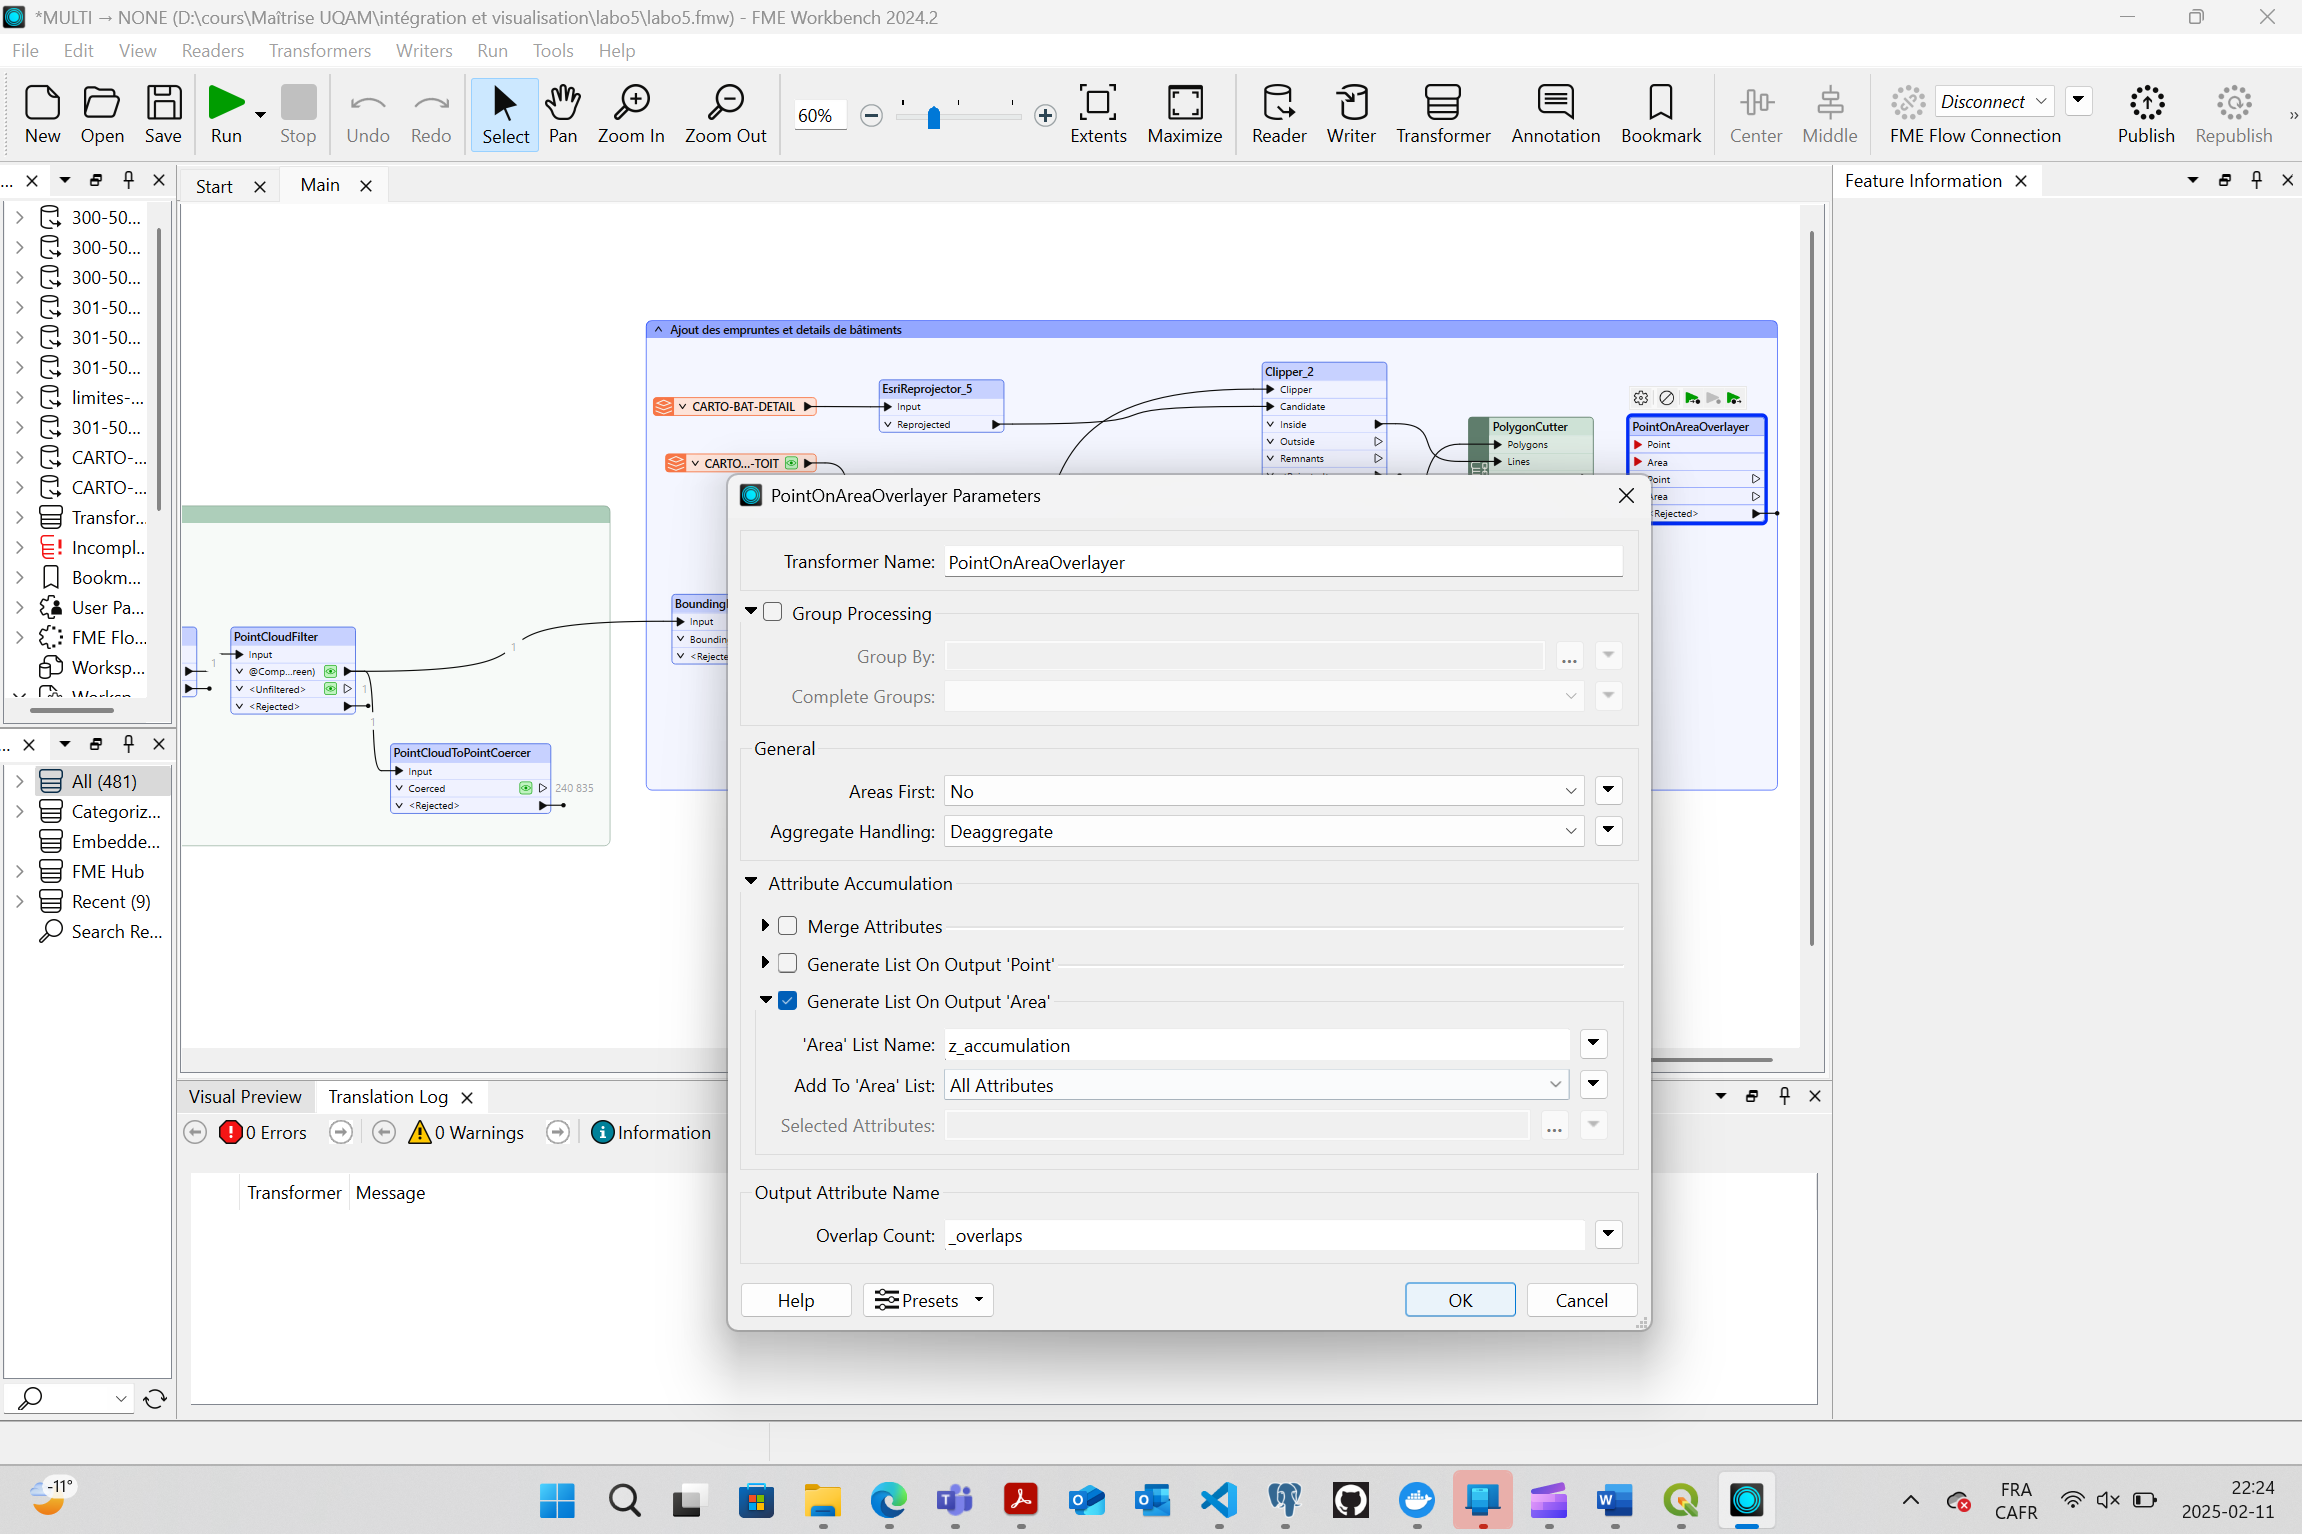 *MULTI → NONE (D:\cours\Maîtrise UQAM\intégration et visualisation\labo5\labo5.fmw) - FME Workbench 2024.2
File Edit View Readers Transformers Writers Run Tools Help
New Open Save Run Stop Undo Redo Select Pan Zoom In Zoom Out 60% Extents Maximize Reader Writer Transformer Annotation Bookmark Center Middle Disconnect FME Flow Connection Publish Republish »
...
Start Main
Feature Information
300-50...
300-50...
300-50...
301-50...
301-50...
301-50...
limites-...
301-50...
CARTO-...
CARTO-...
Transfor...
Incompl...
Bookm...
User Pa...
FME Flo...
Worksp...
Worksp...
...
All (481)
Categoriz...
Embedde...
FME Hub
Recent (9)
Search Re...
Ajout des empruntes et details de bâtiments
CARTO-BAT-DETAIL
CARTO...-TOIT
EsriReprojector_5
Input
Reprojected
Clipper_2
Clipper
Candidate
Inside
Outside
Remnants
PolygonCutter
Polygons
Lines
PointOnAreaOverlayer
Point
Area
Point
Area
<Rejected>
Input
<Rejecte
1
PointCloudFilter
Input
@Comp...reen)
<Unfiltered>
<Rejected>
1
1
1
PointCloudToPointCoercer
Input
Coerced
240 835
<Rejected>
PointOnAreaOverlayer Parameters
Transformer Name: PointOnAreaOverlayer
Group Processing
Group By: ...
Complete Groups:
General
Areas First: No
Aggregate Handling: Deaggregate
Attribute Accumulation
Merge Attributes
Generate List On Output 'Point'
Generate List On Output 'Area'
'Area' List Name: z_accumulation
Add To 'Area' List: All Attributes
Selected Attributes: ...
Output Attribute Name
Overlap Count: _overlaps
Help Presets OK Cancel
Visual Preview Translation Log
0 Errors 0 Warnings Information
Transformer Message
-11°
FRA
CAFR
22:24
2025-02-11